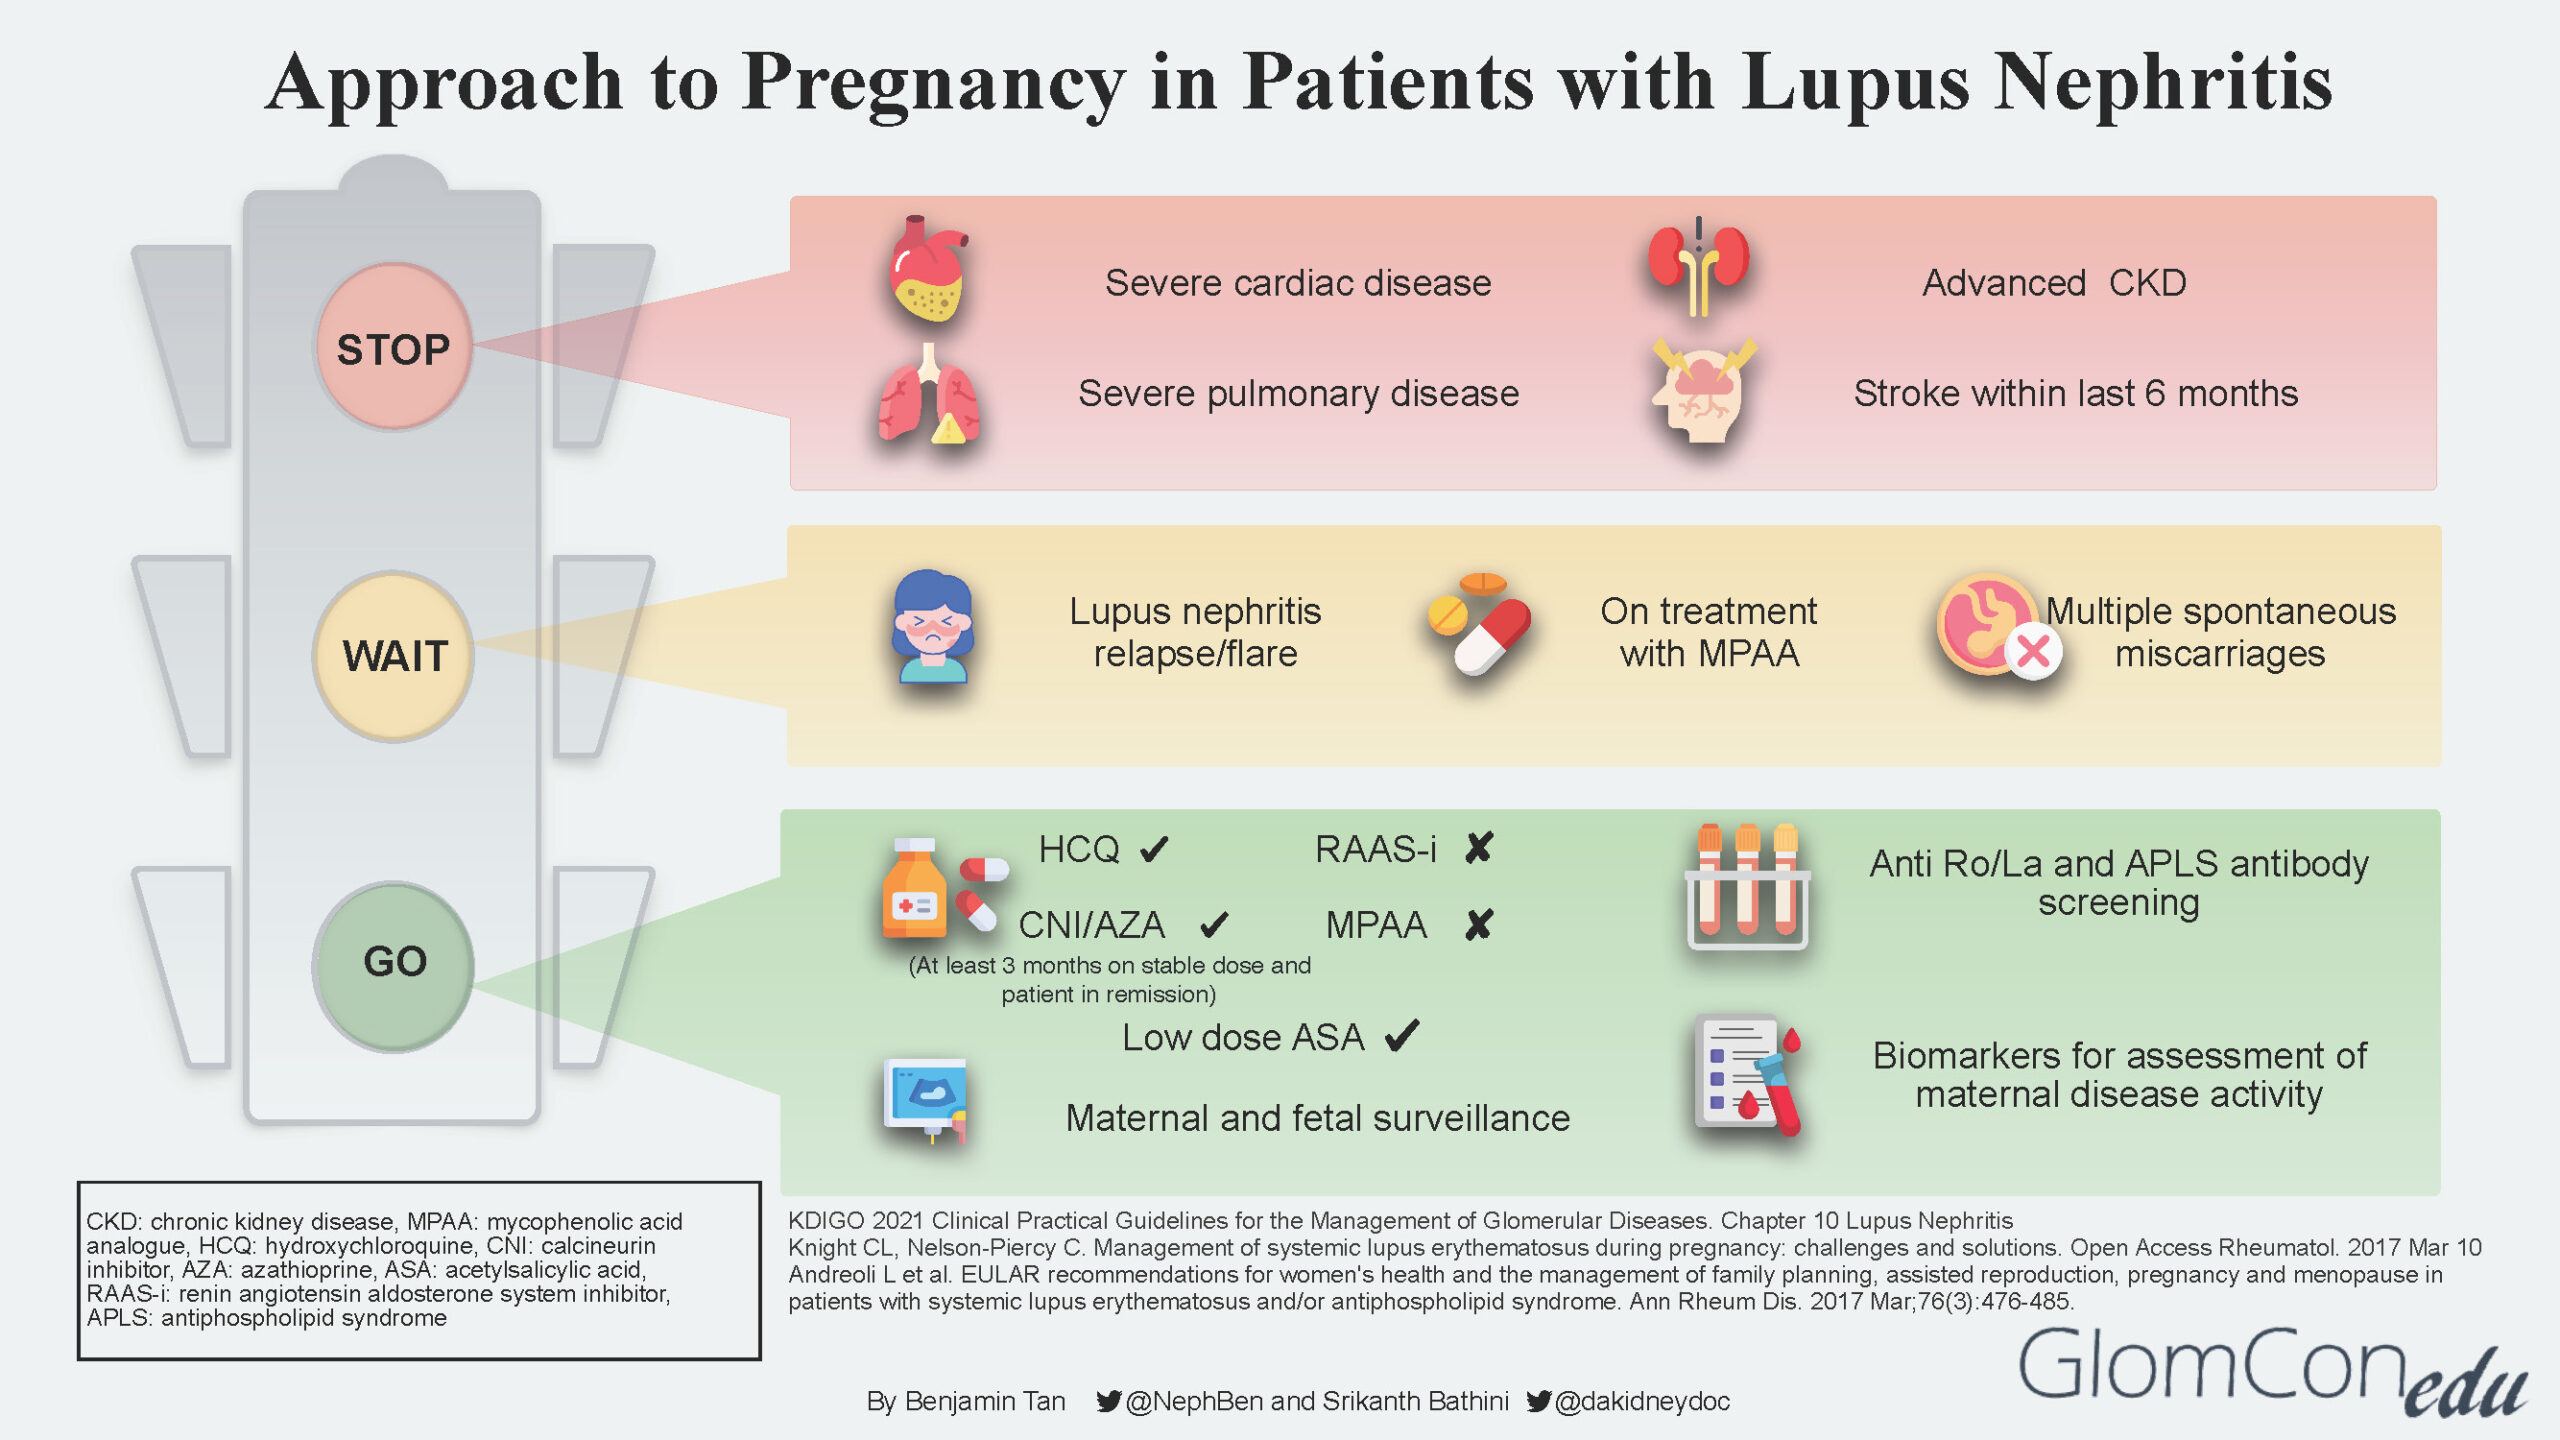 Approach to Pregnancy in Patients with Lupus Nephritis
STOP
Severe cardiac disease
Advanced CKD
Severe pulmonary disease
Stroke within last 6 months
WAIT
Lupus nephritis
relapse/flare
On treatment
with MPAA
Multiple spontaneous
miscarriages
GO
HCQ ✔
RAAS-i ✘
CNI/AZA ✔
MPAA ✘
(At least 3 months on stable dose and
patient in remission)
Low dose ASA ✔
Maternal and fetal surveillance
Anti Ro/La and APLS antibody
screening
Biomarkers for assessment of
maternal disease activity
CKD: chronic kidney disease, MPAA: mycophenolic acid
analogue, HCQ: hydroxychloroquine, CNI: calcineurin
inhibitor, AZA: azathioprine, ASA: acetylsalicylic acid,
RAAS-i: renin angiotensin aldosterone system inhibitor,
APLS: antiphospholipid syndrome
KDIGO 2021 Clinical Practical Guidelines for the Management of Glomerular Diseases. Chapter 10 Lupus Nephritis
Knight CL, Nelson-Piercy C. Management of systemic lupus erythematosus during pregnancy: challenges and solutions. Open Access Rheumatol. 2017 Mar 10
Andreoli L et al. EULAR recommendations for women's health and the management of family planning, assisted reproduction, pregnancy and menopause in
patients with systemic lupus erythematosus and/or antiphospholipid syndrome. Ann Rheum Dis. 2017 Mar;76(3):476-485.
By Benjamin Tan @NephBen and Srikanth Bathini @dakidneydoc
GlomConedu